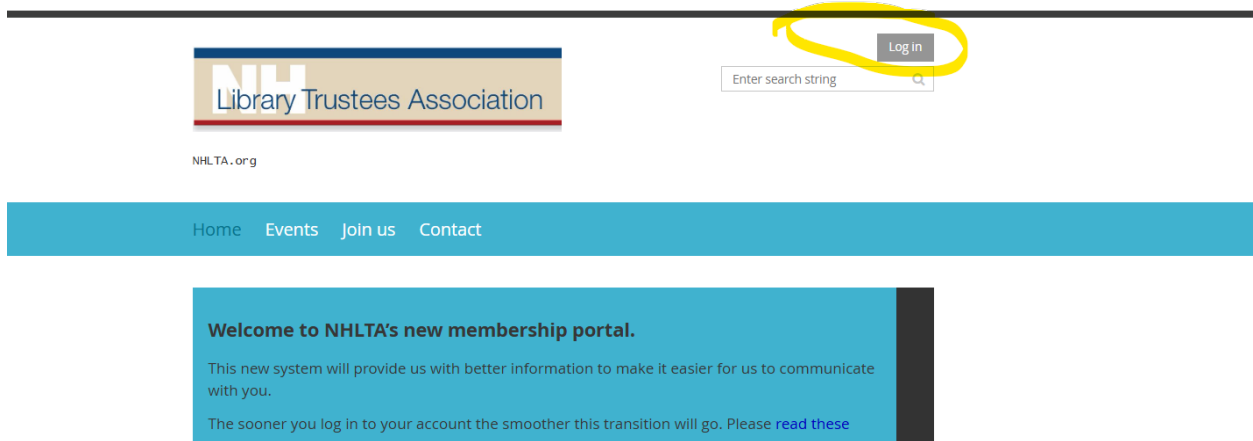 Log in
Enter search string
NH
Library Trustees Association
NHLTA.org
Home Events Join us Contact
Welcome to NHLTA's new membership portal.
This new system will provide us with better information to make it easier for us to communicate
with you.
The sooner you log in to your account the smoother this transition will go. Please read these